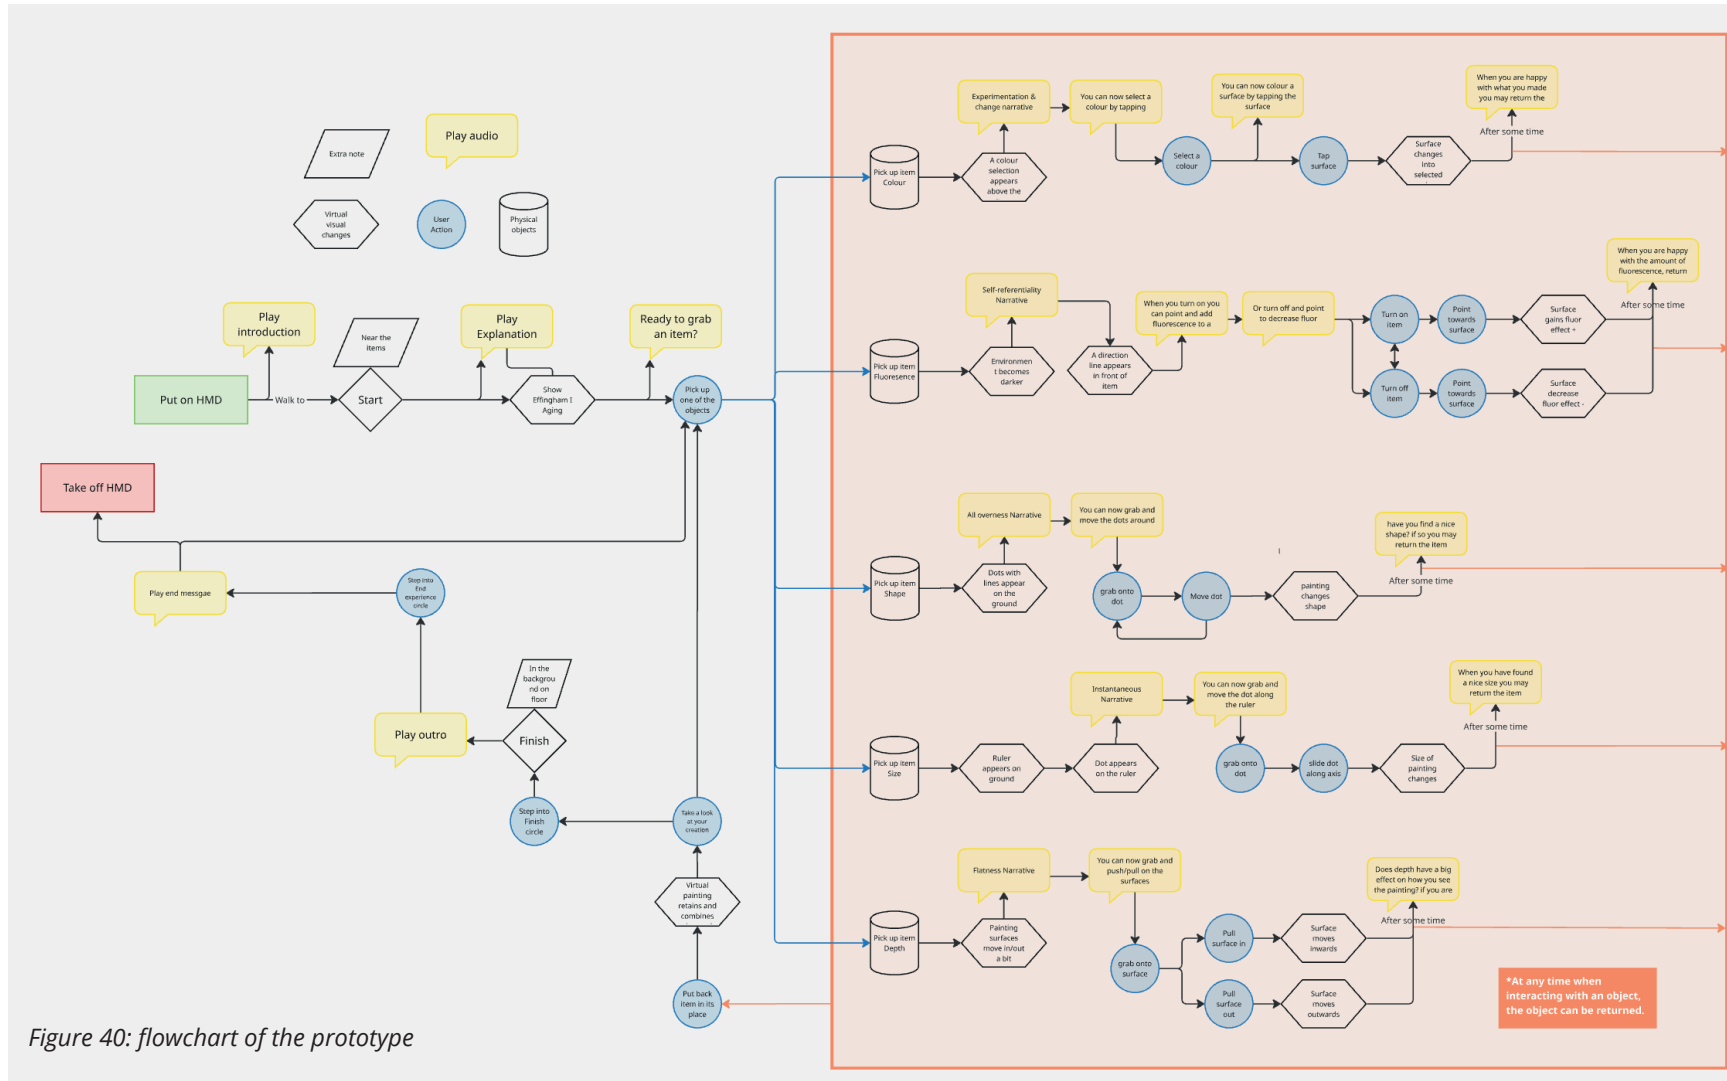 Extra note
Play audio
Virtual
visual
changes
User
Action
Physical
objects
Play
introduction
Near the
items
Play
Explanation
Ready to grab
an item?
Put on HMD
Walk to
Start
Show
Effingham I
Aging
Pick up
one of the
objects
Take off HMD
Play end messgae
Step into
End
experience
circle
In the
backgrou
nd on
floor
Play outro
Finish
Step into
Finish
circle
Take a look
at your
creation
Virtual
painting
retains and
combines
Put back
item in its
place
Experimentation &
change narrative
You can now select a
colour by tapping
You can now colour a
surface by tapping the
surface
When you are happy
with what you made
you may return the
After some time
Pick up item
Colour
A colour
selection
appears
above the
Select a
colour
Tap
surface
Surface
changes
into
selected
When you are happy
with the amount of
fluorescence, return
After some time
Self-referentiality
Narrative
When you turn on you
can point and add
fluorescence to a
Or turn off and point
to decrease fluor
Turn on
item
Point
towards
surface
Surface
gains fluor
effect +
Pick up item
Fluoresence
Environmen
t becomes
darker
A direction
line appears
in front of
item
Turn off
item
Point
towards
surface
Surface
decrease
fluor effect -
All overness Narrative
You can now grab and
move the dots around
have you find a nice
shape? if so you may
return the item
After some time
Pick up item
Shape
Dots with
lines appear
on the
ground
grab onto
dot
Move dot
painting
changes
shape
Instantaneous
Narrative
You can now grab and
move the dot along
the ruler
When you have found
a nice size you may
return the item
After some time
Pick up item
Size
Ruler
appears on
ground
Dot appears
on the ruler
grab onto
dot
slide dot
along axis
Size of
painting
changes
Flatness Narrative
You can now grab and
push/pull on the
surfaces
Does depth have a big
effect on how you see
the painting? if you are
After some time
Pick up item
Depth
Painting
surfaces
move in/out
a bit
grab onto
surface
Pull
surface in
Surface
moves
inwards
Pull
surface
out
Surface
moves
outwards
*At any time when
interacting with an object,
the object can be returned.
Figure 40: flowchart of the prototype